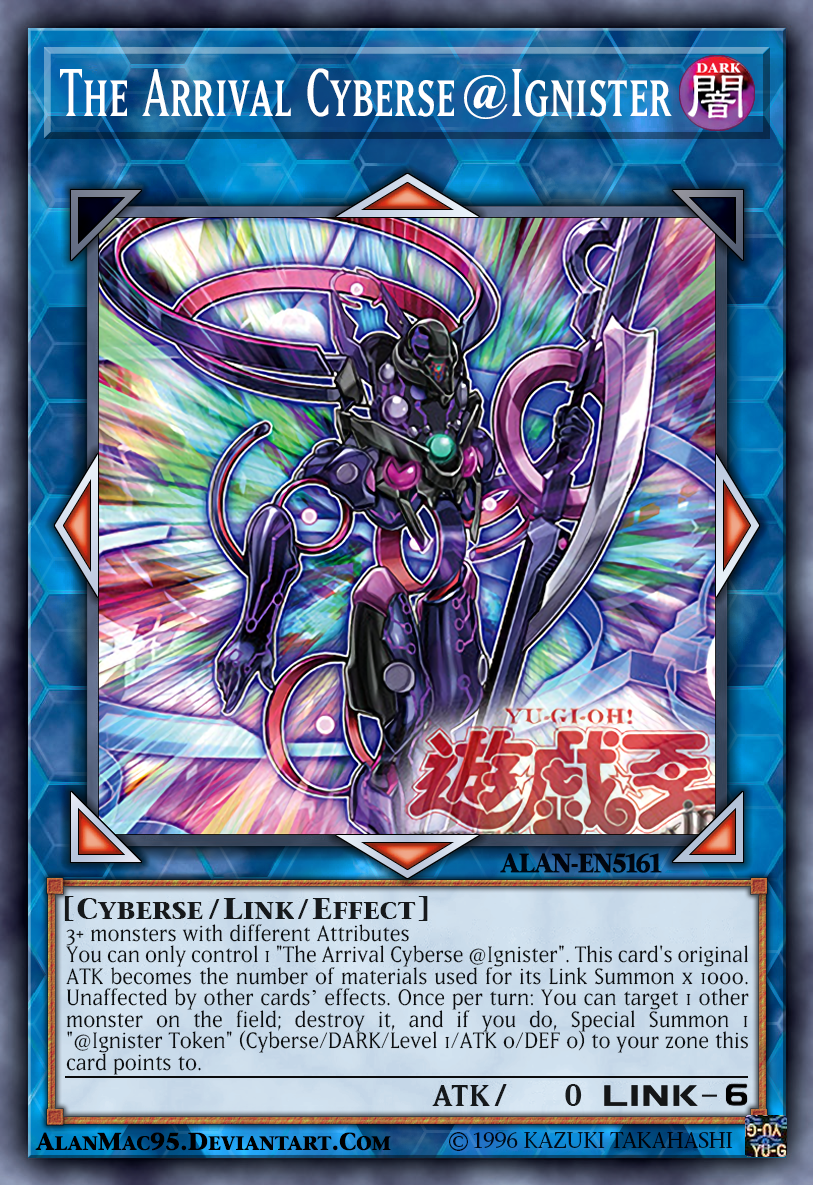 The Arrival Cyberse @Ignister
DARK
闇
YU-GI-OH!
遊☆戯☆王
.jp
ALAN-EN5161
[Cyberse/Link/Effect]
3+ monsters with different Attributes
You can only control 1 "The Arrival Cyberse @Ignister". This card's original
ATK becomes the number of materials used for its Link Summon x 1000.
Unaffected by other cards' effects. Once per turn: You can target 1 other
monster on the field; destroy it, and if you do, Special Summon 1
"@Ignister Token" (Cyberse/DARK/Level 1/ATK 0/DEF 0) to your zone this
card points to.
ATK/ 0 LINK-6
AlanMac95.Deviantart.Com
©1996 KAZUKI TAKAHASHI
YU-G